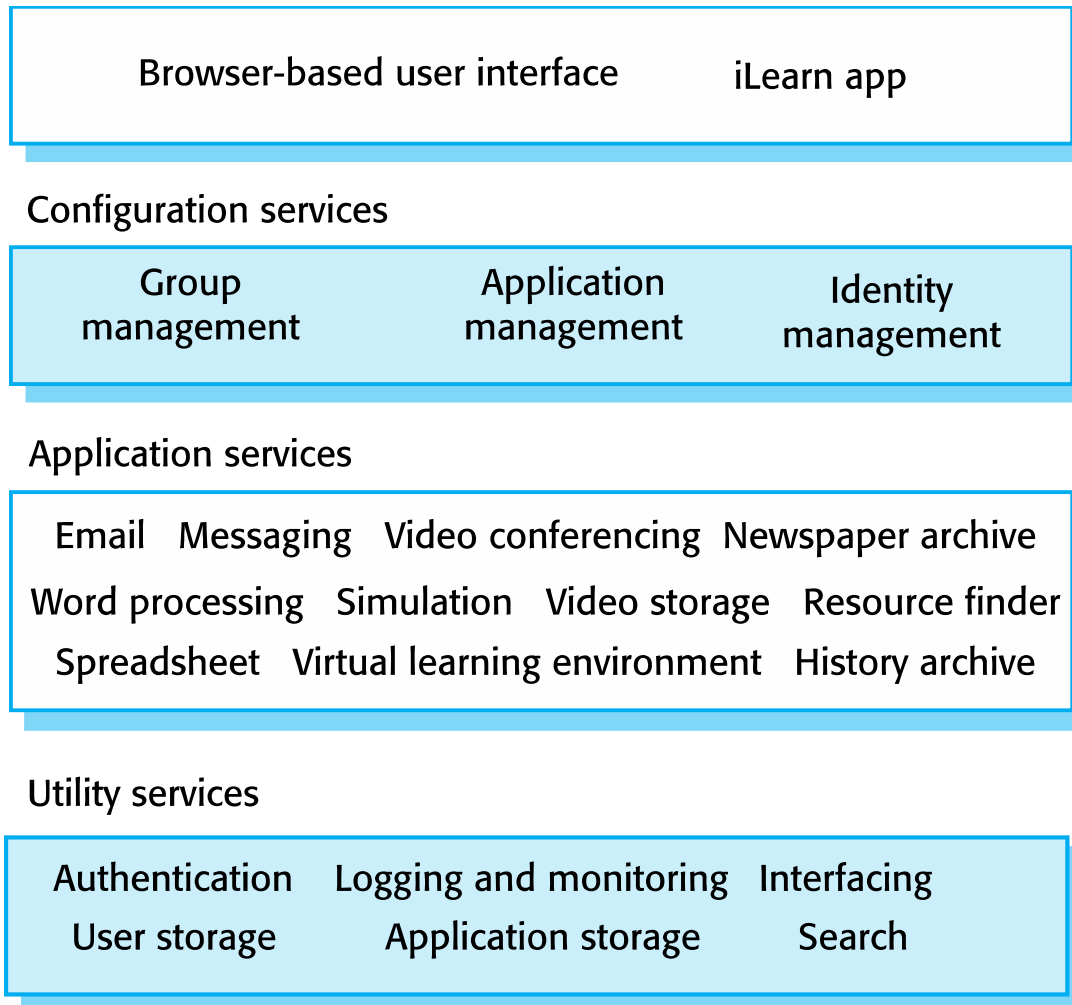 Browser-based user interface iLearn app
Configuration services
Group management Application management Identity management
Application services
Email Messaging Video conferencing Newspaper archive
Word processing Simulation Video storage Resource finder
Spreadsheet Virtual learning environment History archive
Utility services
Authentication Logging and monitoring Interfacing
User storage Application storage Search